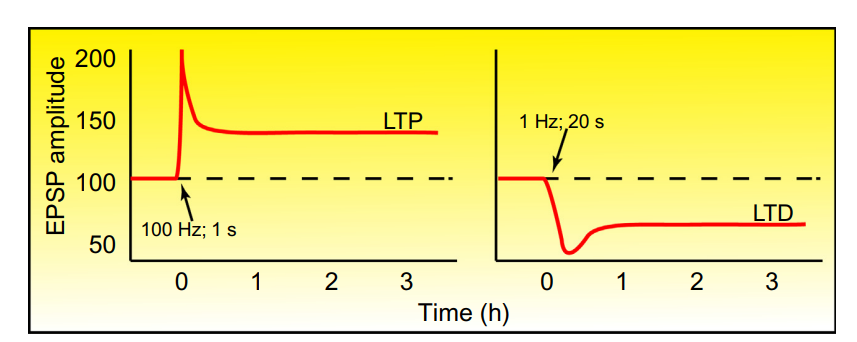 EPSP amplitude
200
150
100
50
LTP
100 Hz; 1 s
0 1 2 3
1 Hz; 20 s
LTD
0 1 2 3
Time (h)